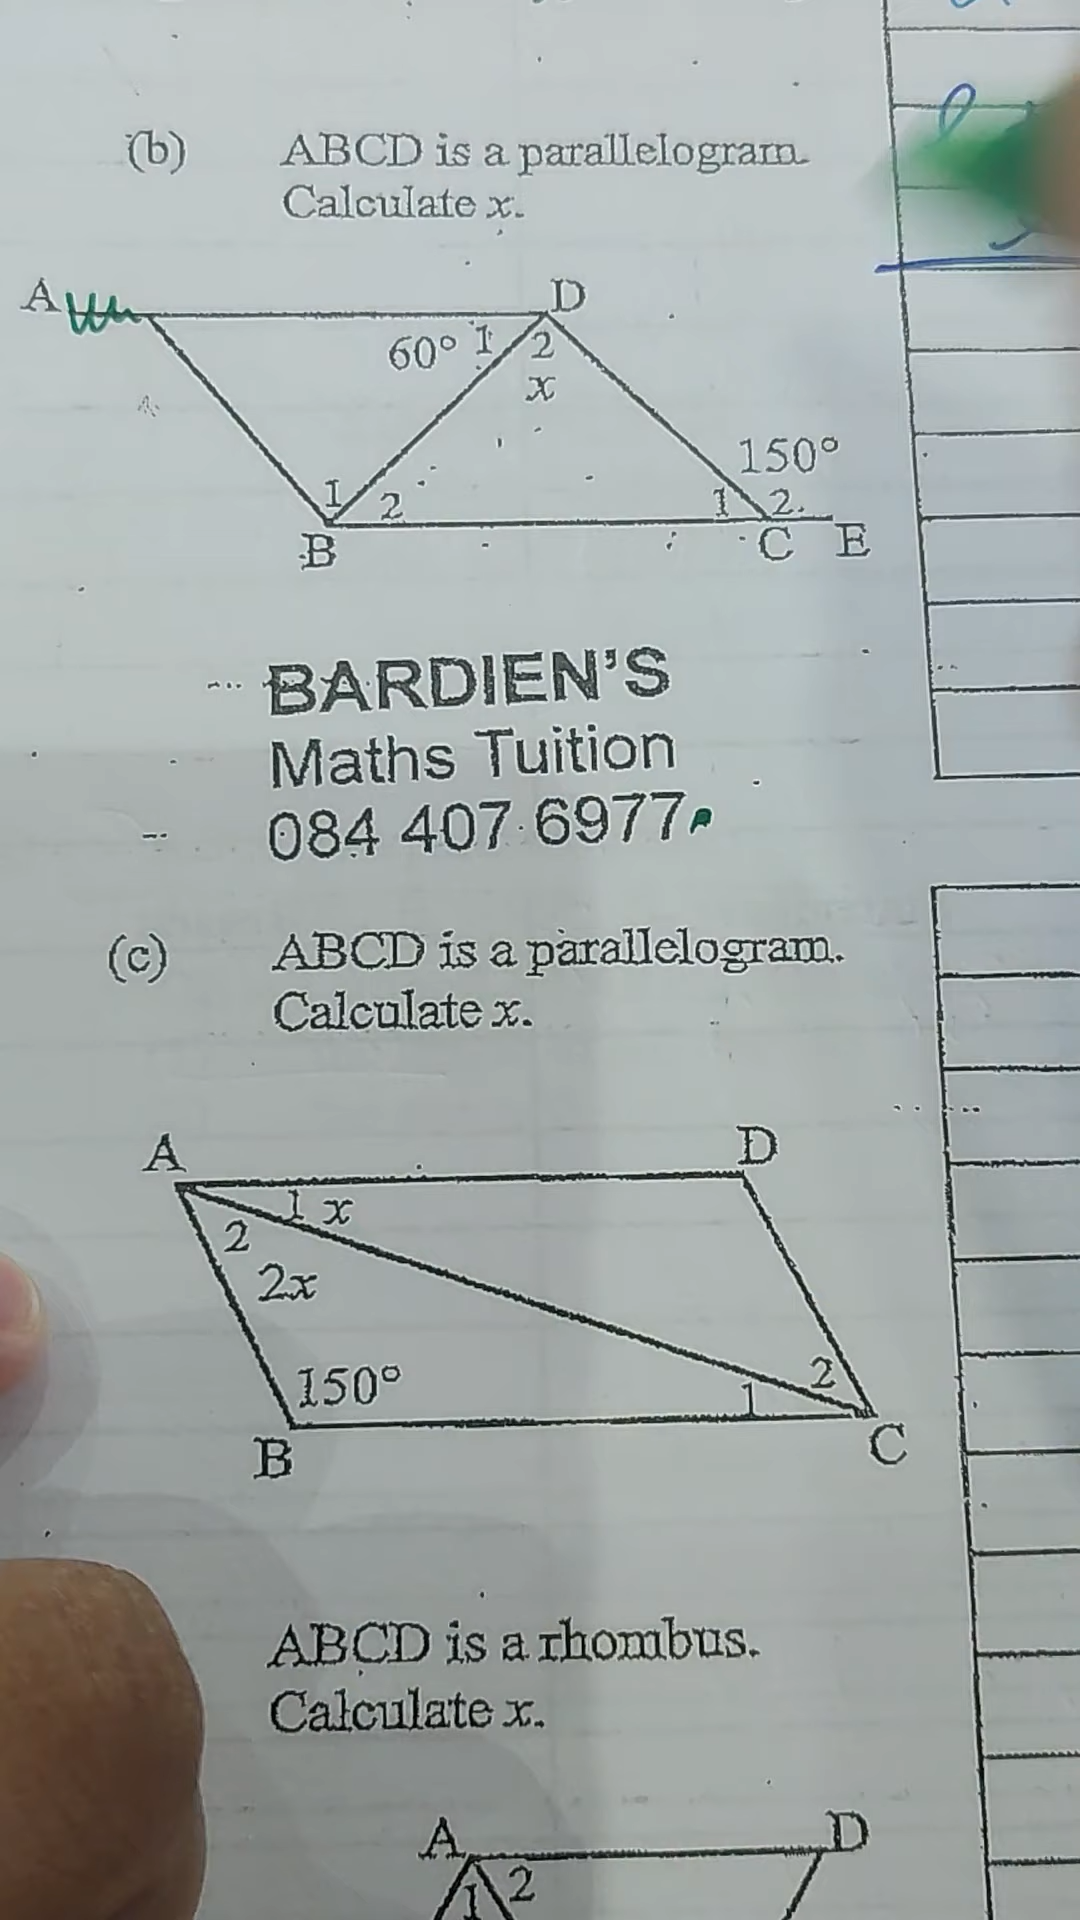 (b) ABCD is a parallelogram.
Calculate x.
A D
60° 1 2
x
150°
1 2 1 2
B C E
BARDIEN'S
Maths Tuition
084 407 6977
(c) ABCD is a parallelogram.
Calculate x.
A D
1 x
2
2x
150° 1 2
B C
ABCD is a rhombus.
Calculate x.
A D
1 2